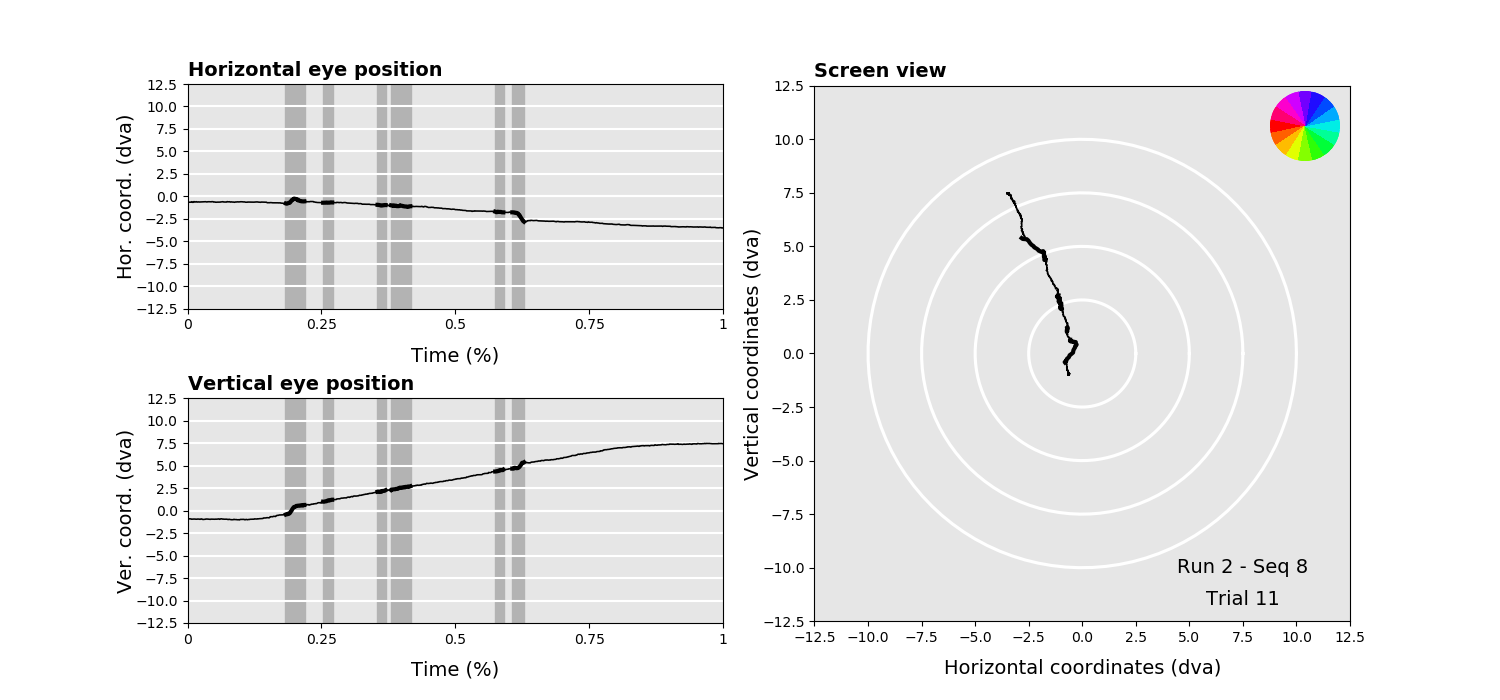 Horizontal eye position
12.5
10.0
7.5
5.0
2.5
0.0
−2.5
−5.0
−7.5
−10.0
−12.5
Hor. coord. (dva)
0 0.25 0.5 0.75 1
Time (%)
Vertical eye position
12.5
10.0
7.5
5.0
2.5
0.0
−2.5
−5.0
−7.5
−10.0
−12.5
Ver. coord. (dva)
0 0.25 0.5 0.75 1
Time (%)
Screen view
12.5
10.0
7.5
5.0
2.5
0.0
−2.5
−5.0
−7.5
−10.0
−12.5
Vertical coordinates (dva)
Run 2 - Seq 8
Trial 11
−12.5 −10.0 −7.5 −5.0 −2.5 0.0 2.5 5.0 7.5 10.0 12.5
Horizontal coordinates (dva)